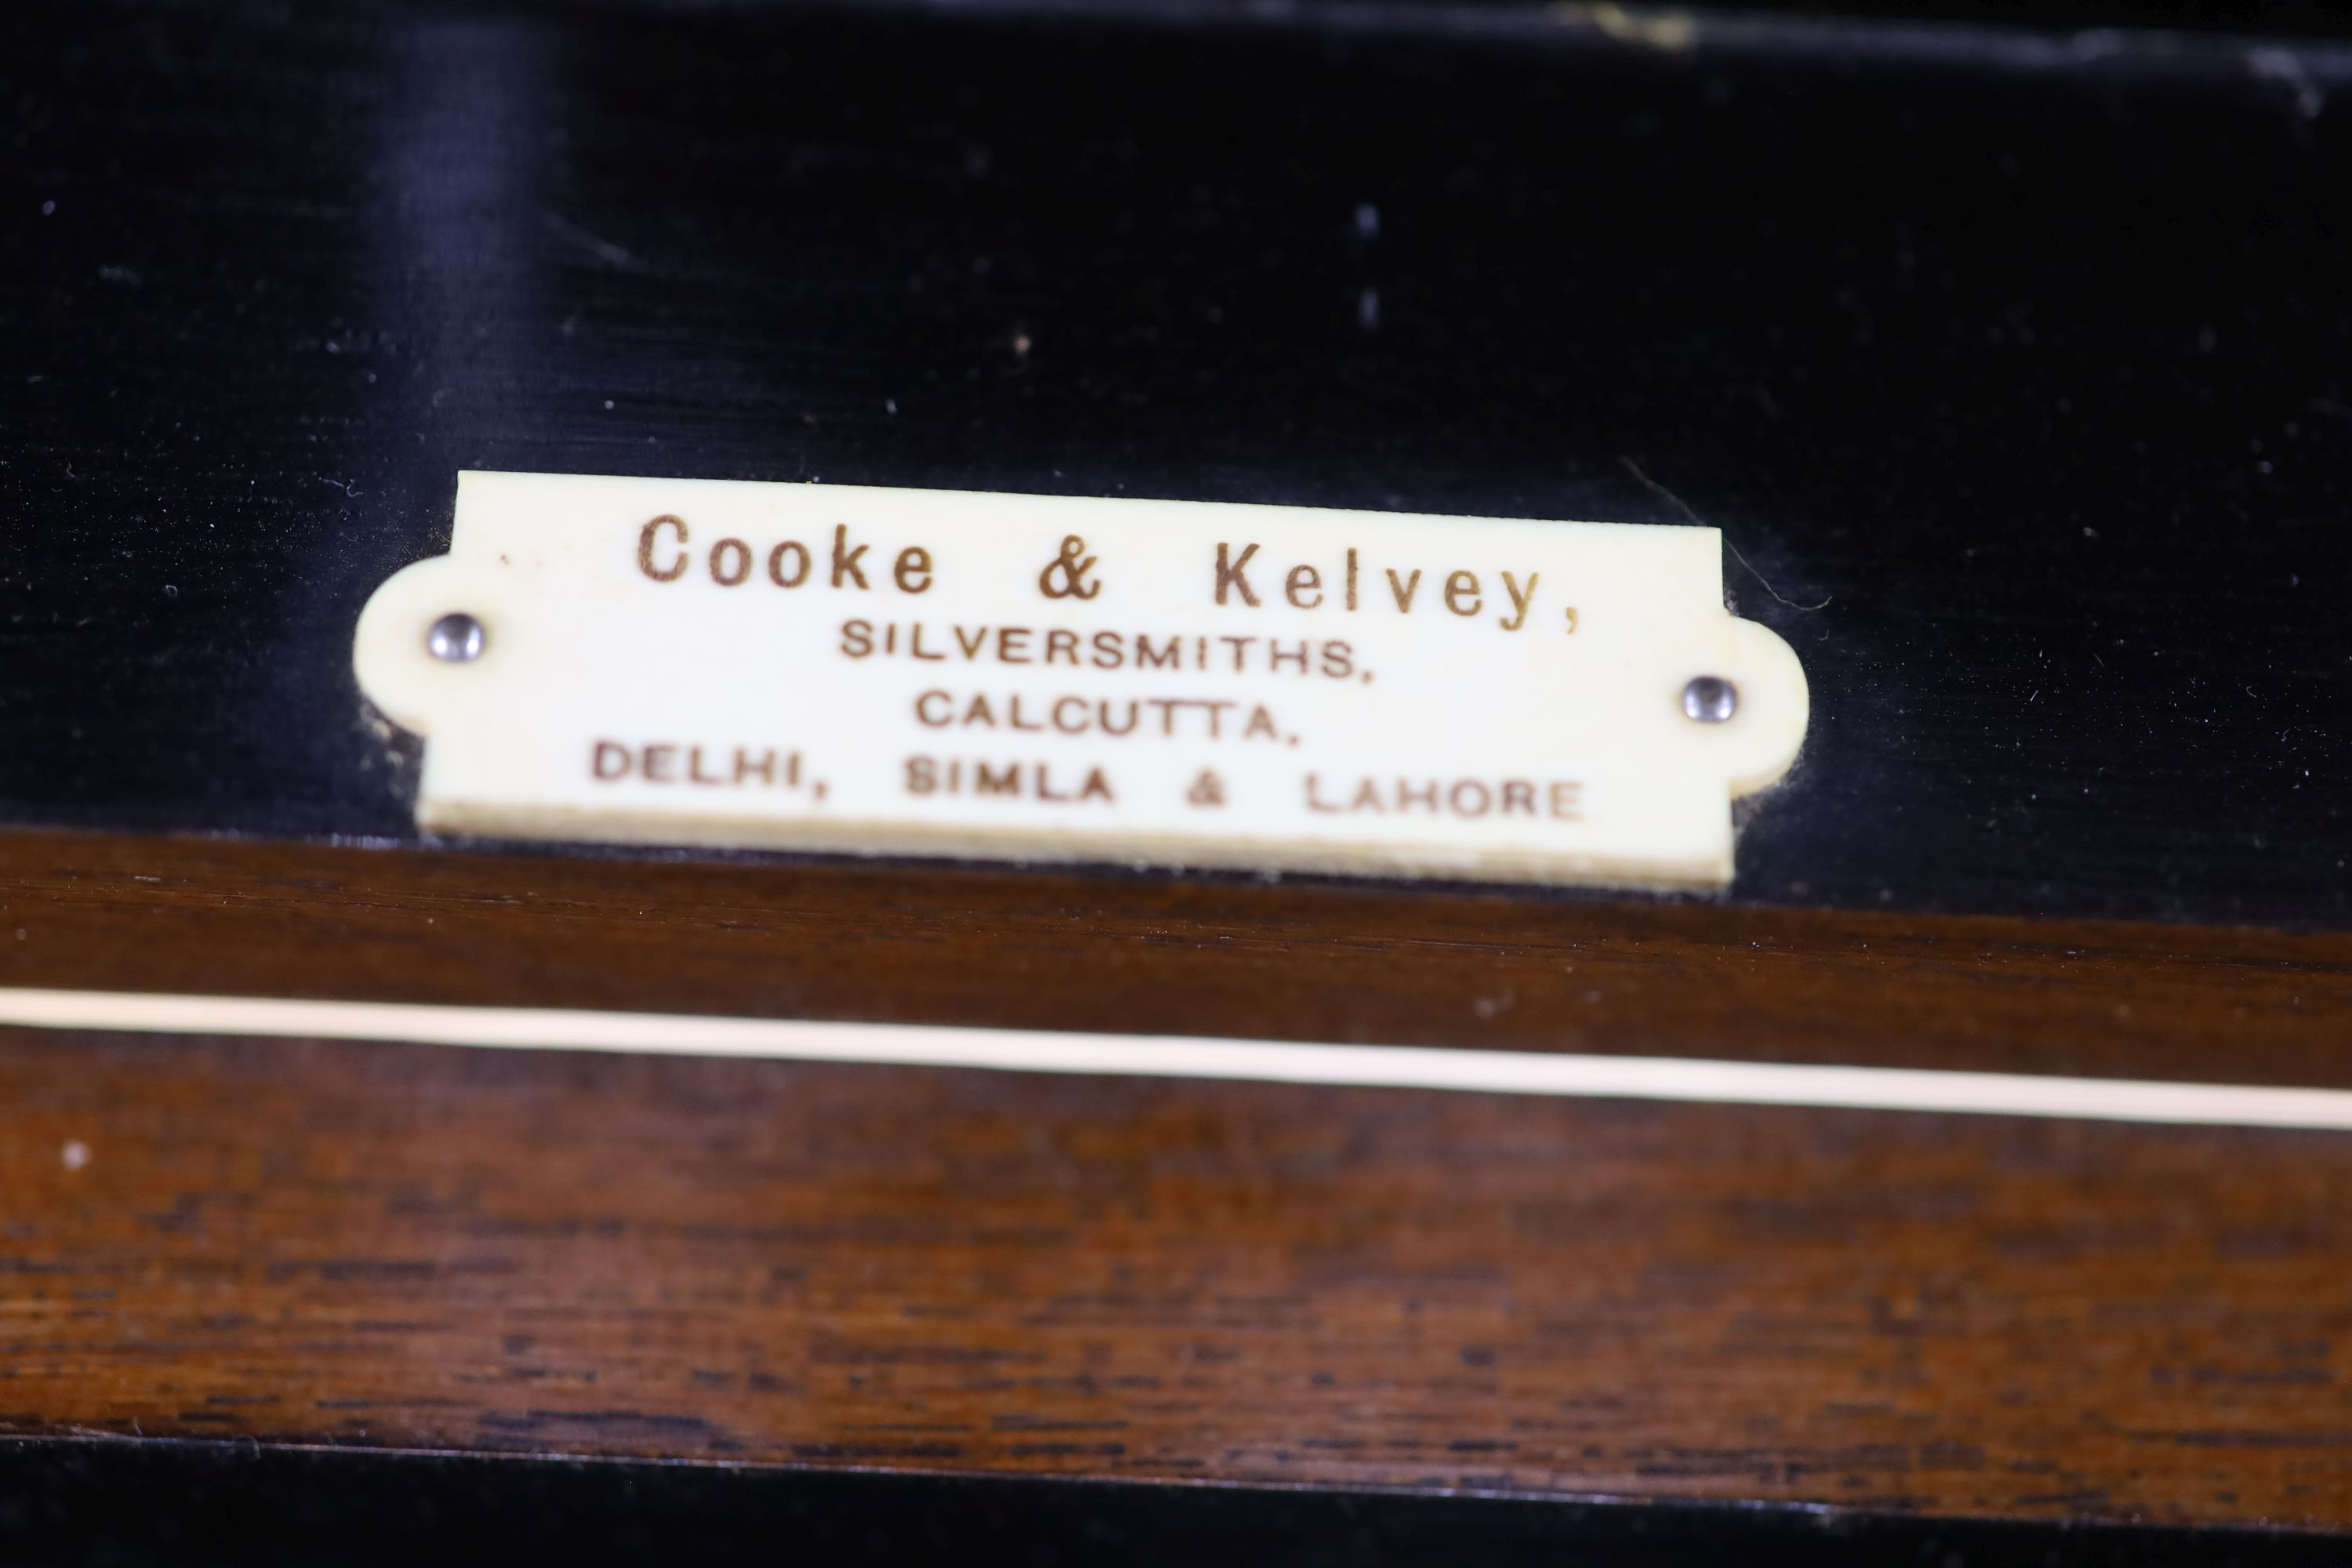 Cooke & Kelvey,
SILVERSMITHS,
CALCUTTA,
DELHI, SIMLA & LAHORE